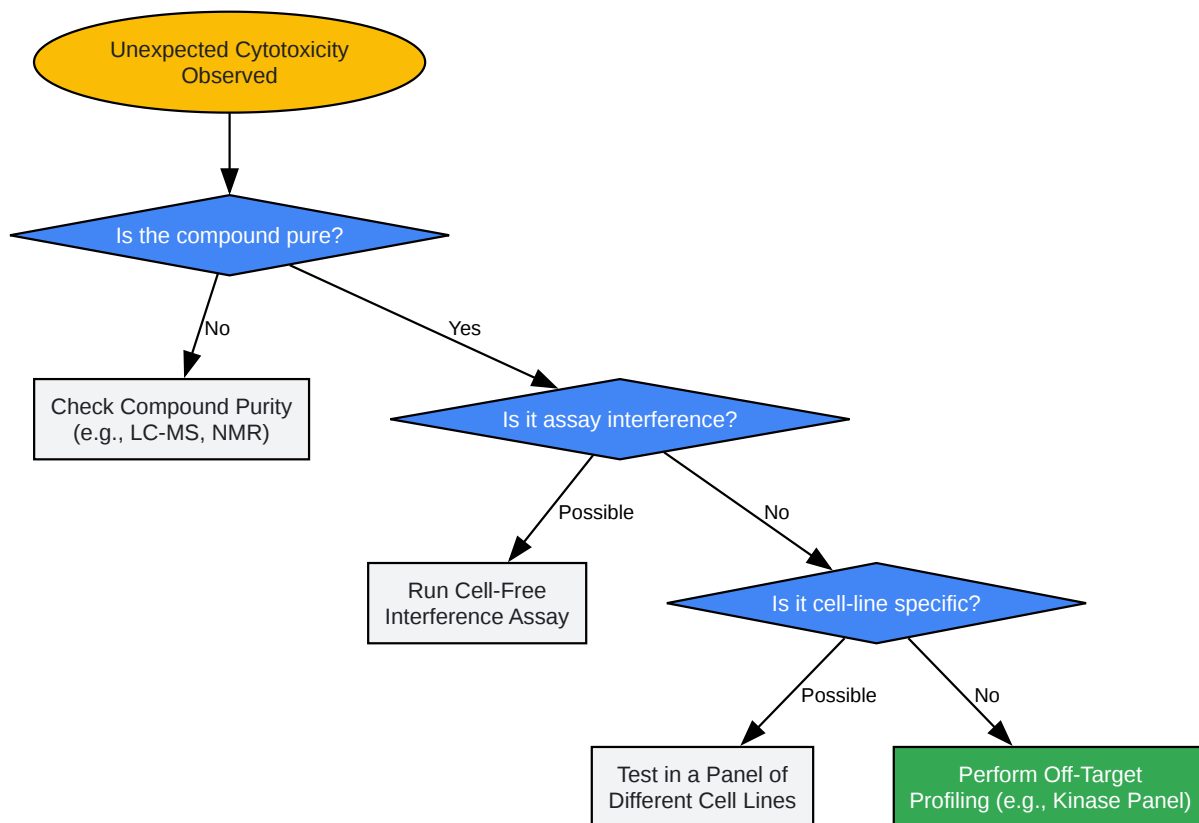 Unexpected Cytotoxicity
Observed
Is the compound pure?
No
Yes
Check Compound Purity
(e.g., LC-MS, NMR)
Is it assay interference?
Possible
No
Run Cell-Free
Interference Assay
Is it cell-line specific?
Possible
No
Test in a Panel of
Different Cell Lines
Perform Off-Target
Profiling (e.g., Kinase Panel)